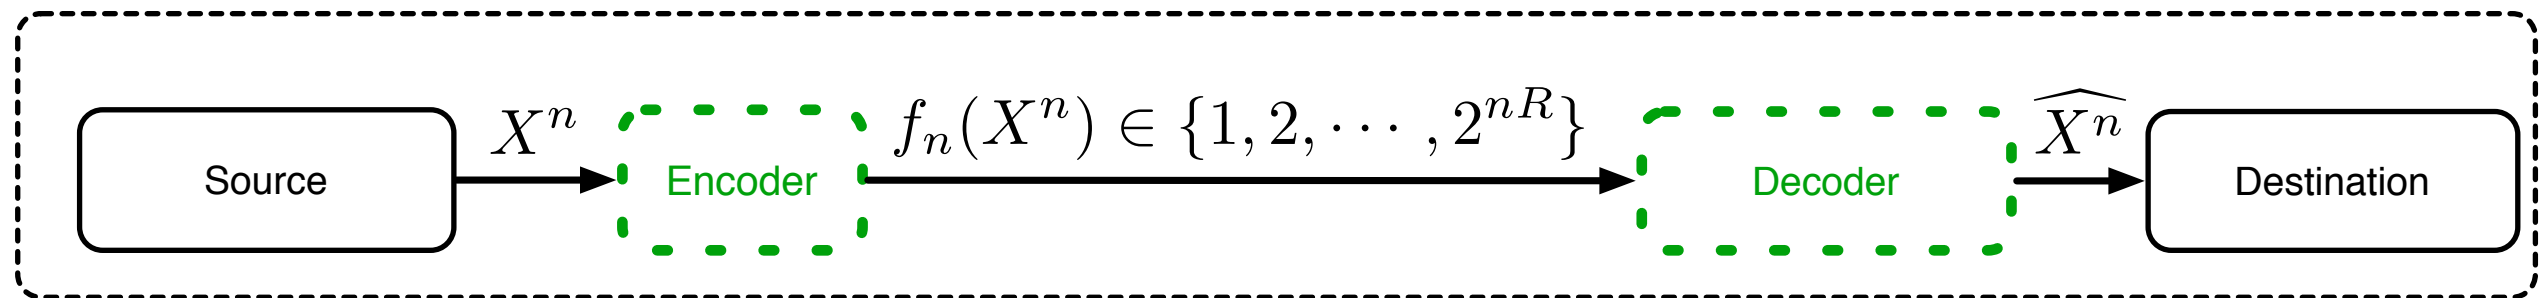 Source
X^n
Encoder
f_n(X^n) ∈ {1, 2, ⋯ , 2^{nR}}
Decoder
\widehat{X^n}
Destination